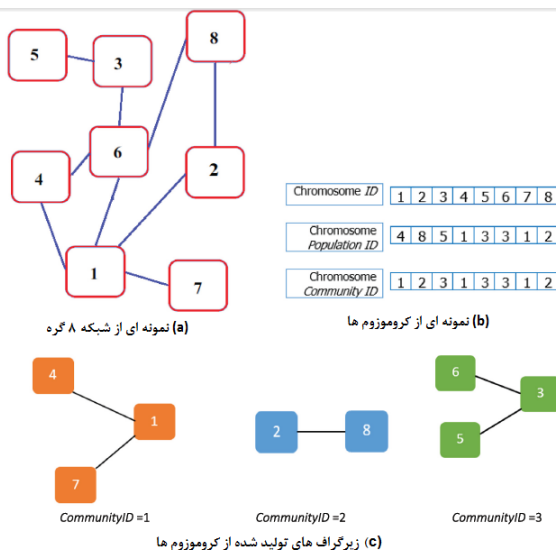 8
5
3
6
2
4
1
7
(a) نمونه ای از شبکه ۸ گره
Chromosome ID 1 2 3 4 5 6 7 8
Chromosome
Population ID 4 8 5 1 3 3 1 2
Chromosome
Community ID 1 2 3 1 3 3 1 2
(b) نمونه ای از کروموزوم ها
4
1
7
CommunityID =1
2 8
CommunityID =2
6
3
5
CommunityID =3
(c) زیرگراف های تولید شده از کروموزوم ها